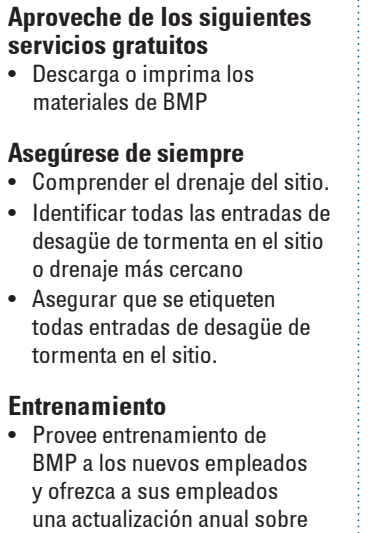 Aproveche de los siguientes
servicios gratuitos
• Descarga o imprima los
materiales de BMP
Asegúrese de siempre
• Comprender el drenaje del sitio.
• Identificar todas las entradas de
desagüe de tormenta en el sitio
o drenaje más cercano
• Asegurar que se etiqueten
todas entradas de desagüe de
tormenta en el sitio.
Entrenamiento
• Provee entrenamiento de
BMP a los nuevos empleados
y ofrezca a sus empleados
una actualización anual sobre